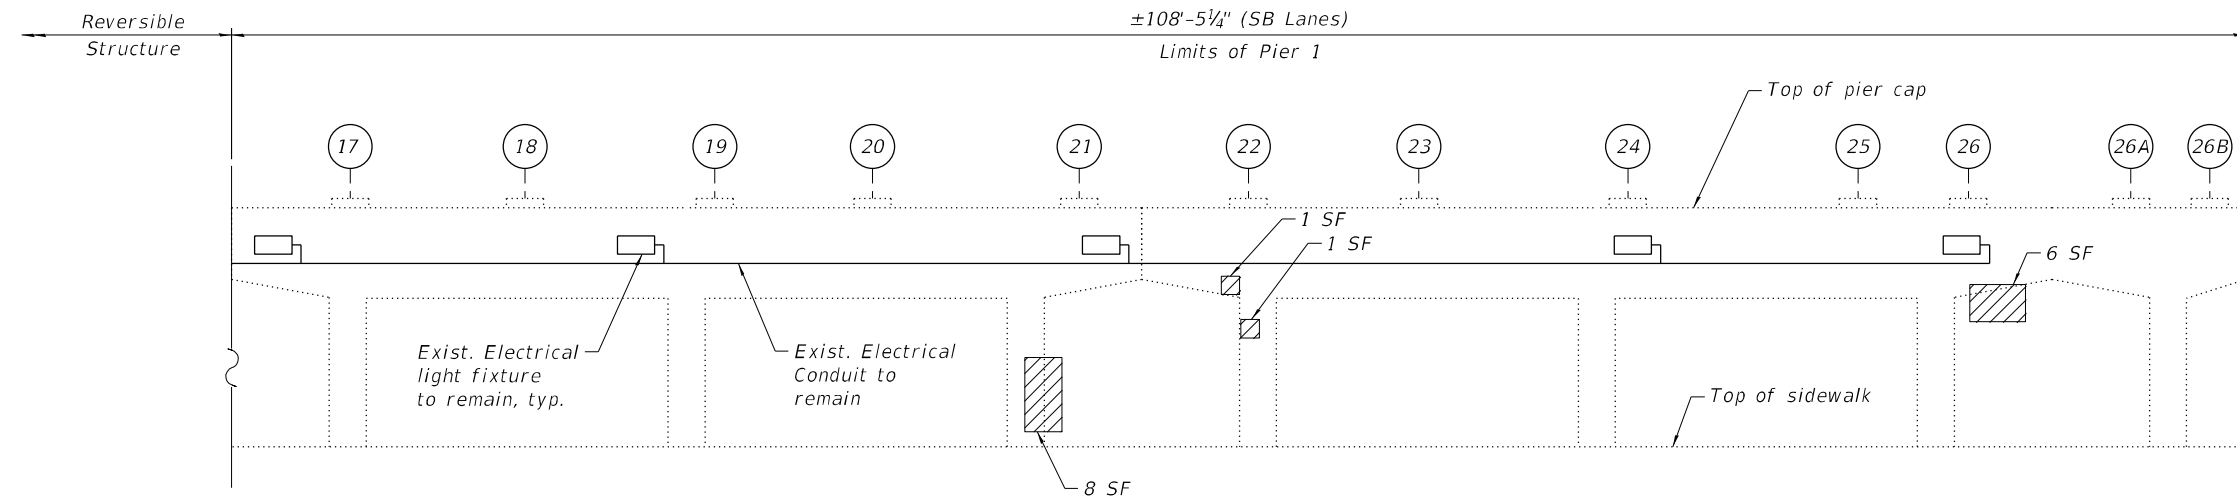 Reversible
Structure
±108'-5¼" (SB Lanes)
Limits of Pier 1
Top of pier cap
17
18
19
20
21
22
23
24
25
26
26A
26B
1 SF
1 SF
6 SF
Exist. Electrical
light fixture
to remain, typ.
Exist. Electrical
Conduit to
remain
Top of sidewalk
8 SF